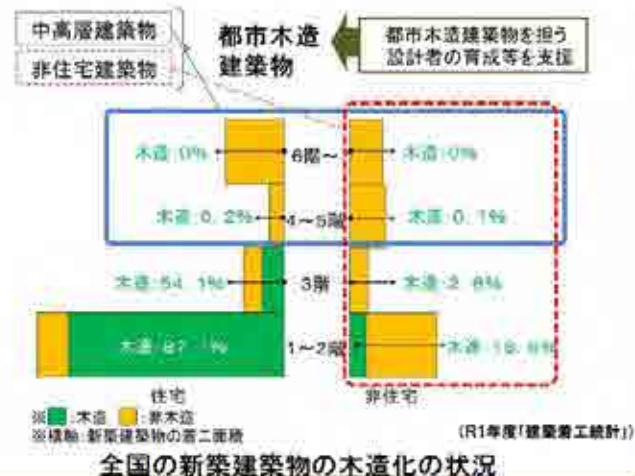 中高層建築物
非住宅建築物
都市木造
建築物
都市木造建築物を担う
設計者の育成等を支援
木造:0% 6階~ 木造:0%
木造:0.2% 4~5階 木造:0.1%
木造:54.1% 3階 木造:2.8%
木造:87.1% 1~2階
住宅 非住宅
※ :木造 :非木造
※横軸:新築建築物の着工面積
(R1年度「建築着工統計」)
全国の新築建築物の木造化の状況